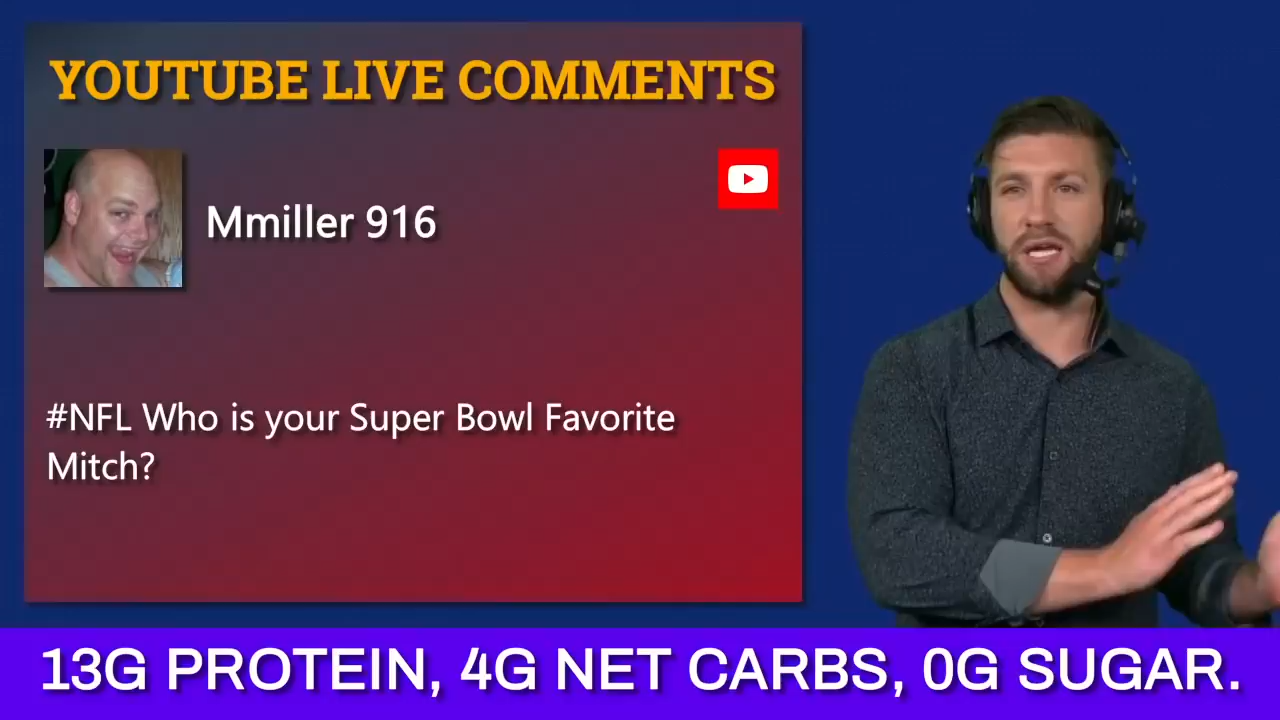 YOUTUBE LIVE COMMENTS
Mmiller 916
#NFL Who is your Super Bowl Favorite
Mitch?
13G PROTEIN, 4G NET CARBS, 0G SUGAR.